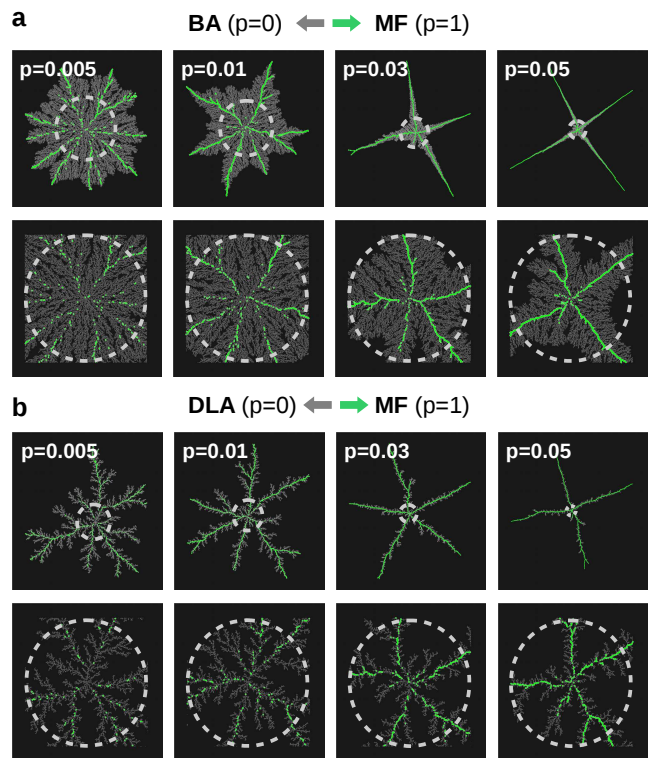 a
BA (p=0) MF (p=1)
p=0.005 p=0.01 p=0.03 p=0.05
b
DLA (p=0) MF (p=1)
p=0.005 p=0.01 p=0.03 p=0.05